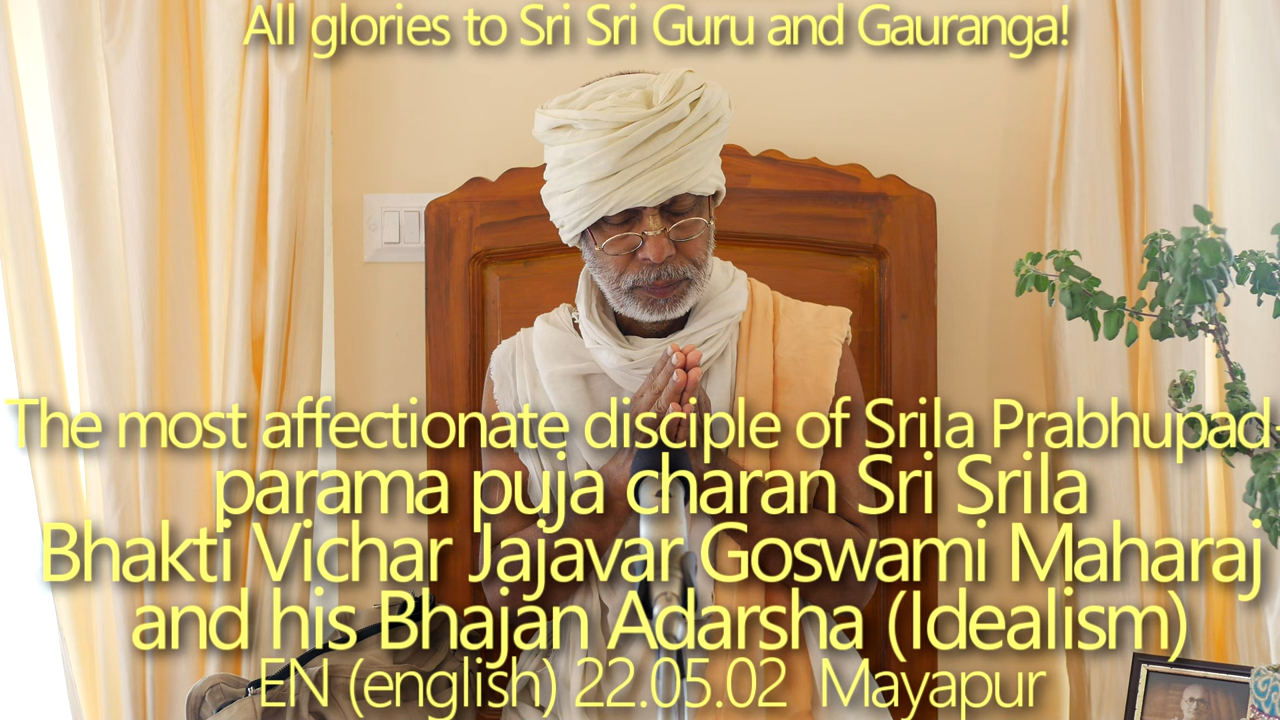 All glories to Sri Sri Guru and Gauranga!
The most affectionate disciple of Srila Prabhupad-
parama puja charan Sri Srila
Bhakti Vichar Jajavar Goswami Maharaj
and his Bhajan Adarsha (Idealism)
EN (english) 22.05.02 Mayapur